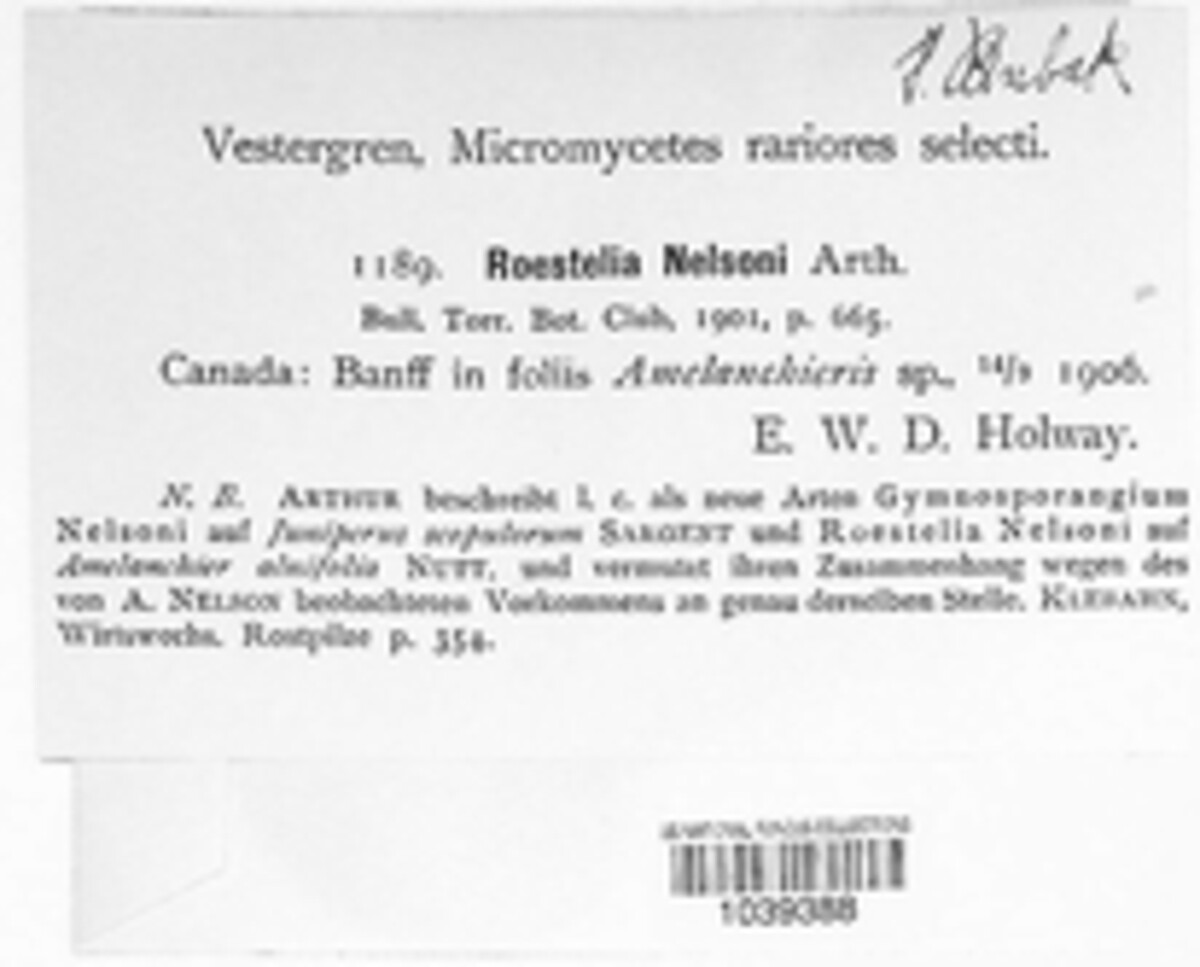 Vestergren, Micromycetes rariores selecti.
1189. Roestelia Nelsoni Arth.
Bull. Torr. Bot. Club, 1901, p. 665.
Canada: Banff in foliis Amelanchieris sp., 1906.
E. W. D. Holway.
N. B. ARTHUR beschreibt l. c. als neue Arten Gymnosporangium
Nelsoni auf Juniperus scopulorum SARGENT und Roestelia Nelsoni auf
Amelanchier alnifolia NUTT. und vermutet ihren Zusammenhang wegen des
von A. NELSON beobachteten Vorkommens an genau derselben Stelle. KLEBAHN,
Wirtswechs. Rostpilze p. 354.
1039388